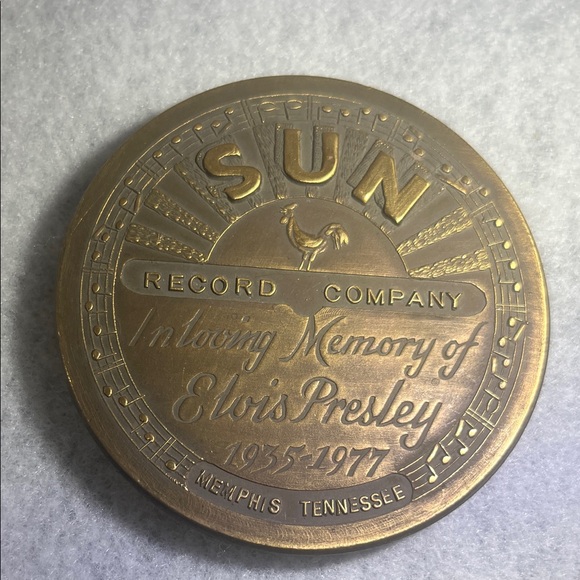 SUN
RECORD COMPANY
In Loving Memory of
Elvis Presley
1935-1977
MEMPHIS TENNESSEE